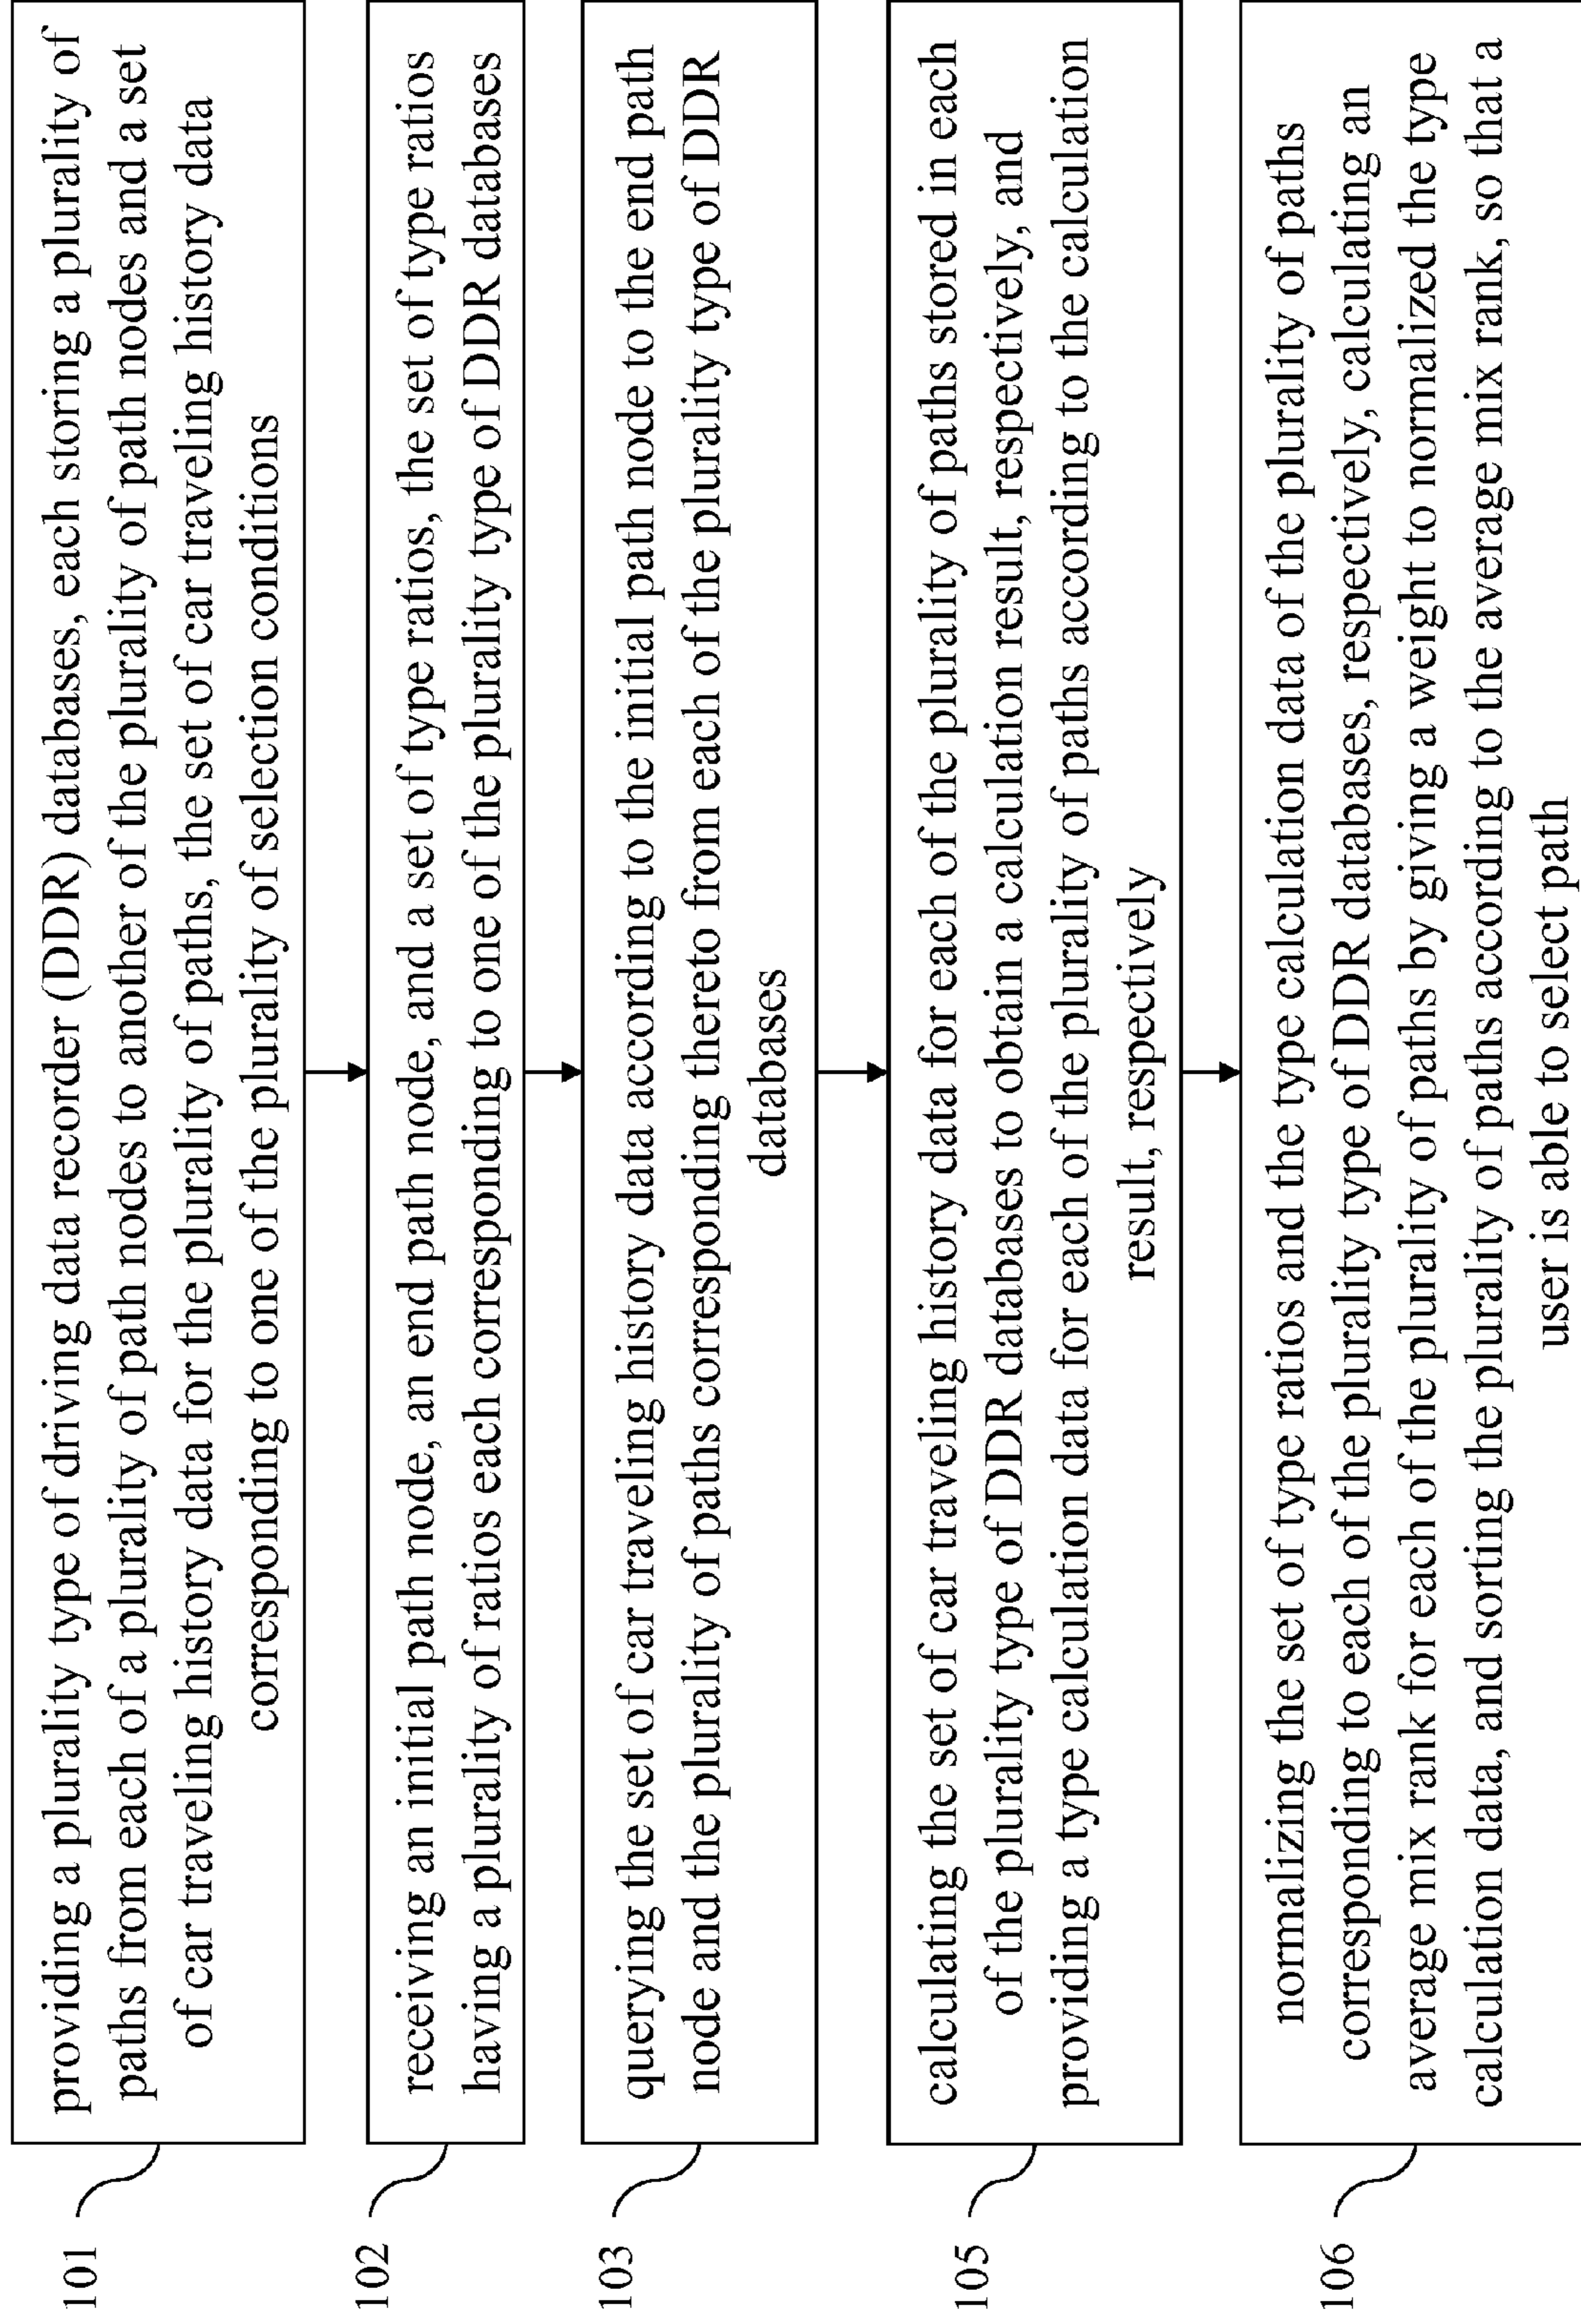 101
providing a plurality type of driving data recorder (DDR) databases, each storing a plurality of
paths from each of a plurality of path nodes to another of the plurality of path nodes and a set
of car traveling history data for the plurality of paths, the set of car traveling history data
corresponding to one of the plurality of selection conditions
102
receiving an initial path node, an end path node, and a set of type ratios, the set of type ratios
having a plurality of ratios each corresponding to one of the plurality type of DDR databases
103
querying the set of car traveling history data according to the initial path node to the end path
node and the plurality of paths corresponding thereto from each of the plurality type of DDR
databases
105
calculating the set of car traveling history data for each of the plurality of paths stored in each
of the plurality type of DDR databases to obtain a calculation result, respectively, and
providing a type calculation data for each of the plurality of paths according to the calculation
result, respectively
106
normalizing the set of type ratios and the type calculation data of the plurality of paths
corresponding to each of the plurality type of DDR databases, respectively, calculating an
average mix rank for each of the plurality of paths by giving a weight to normalized the type
calculation data, and sorting the plurality of paths according to the average mix rank, so that a
user is able to select path